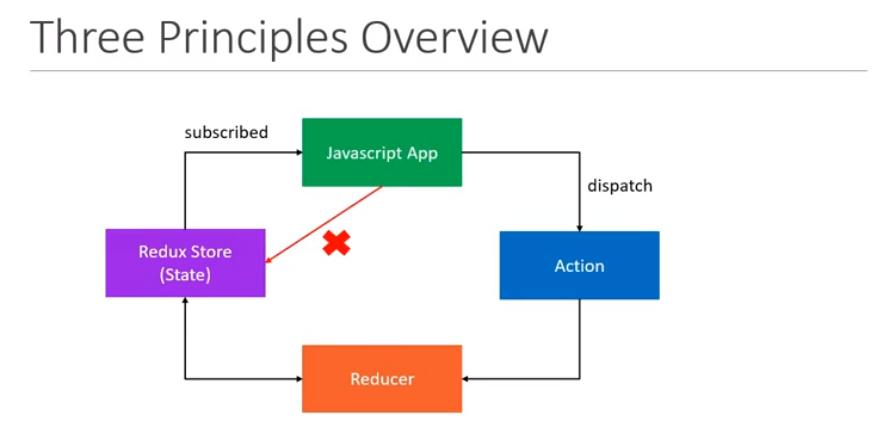 Three Principles Overview
subscribed
Javascript App
dispatch
Redux Store
(State)
Action
Reducer